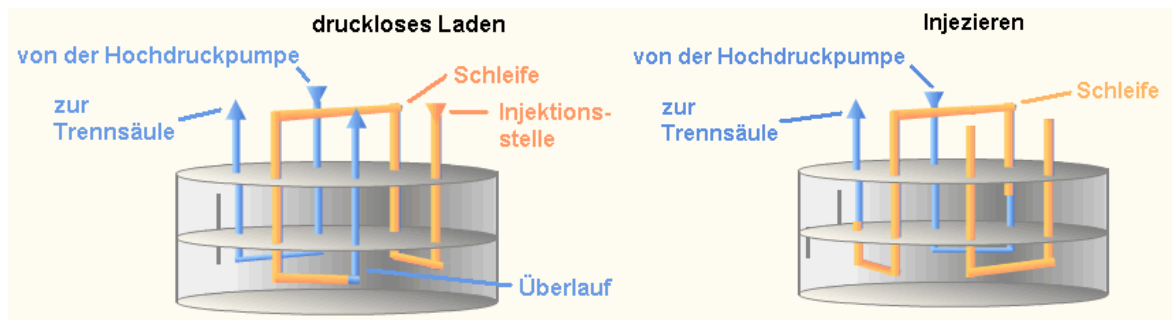 druckloses Laden
von der Hochdruckpumpe
Schleife
zur
Trennsäule
Injektions-
stelle
Überlauf
Injezieren
von der Hochdruckpumpe
Schleife
zur
Trennsäule